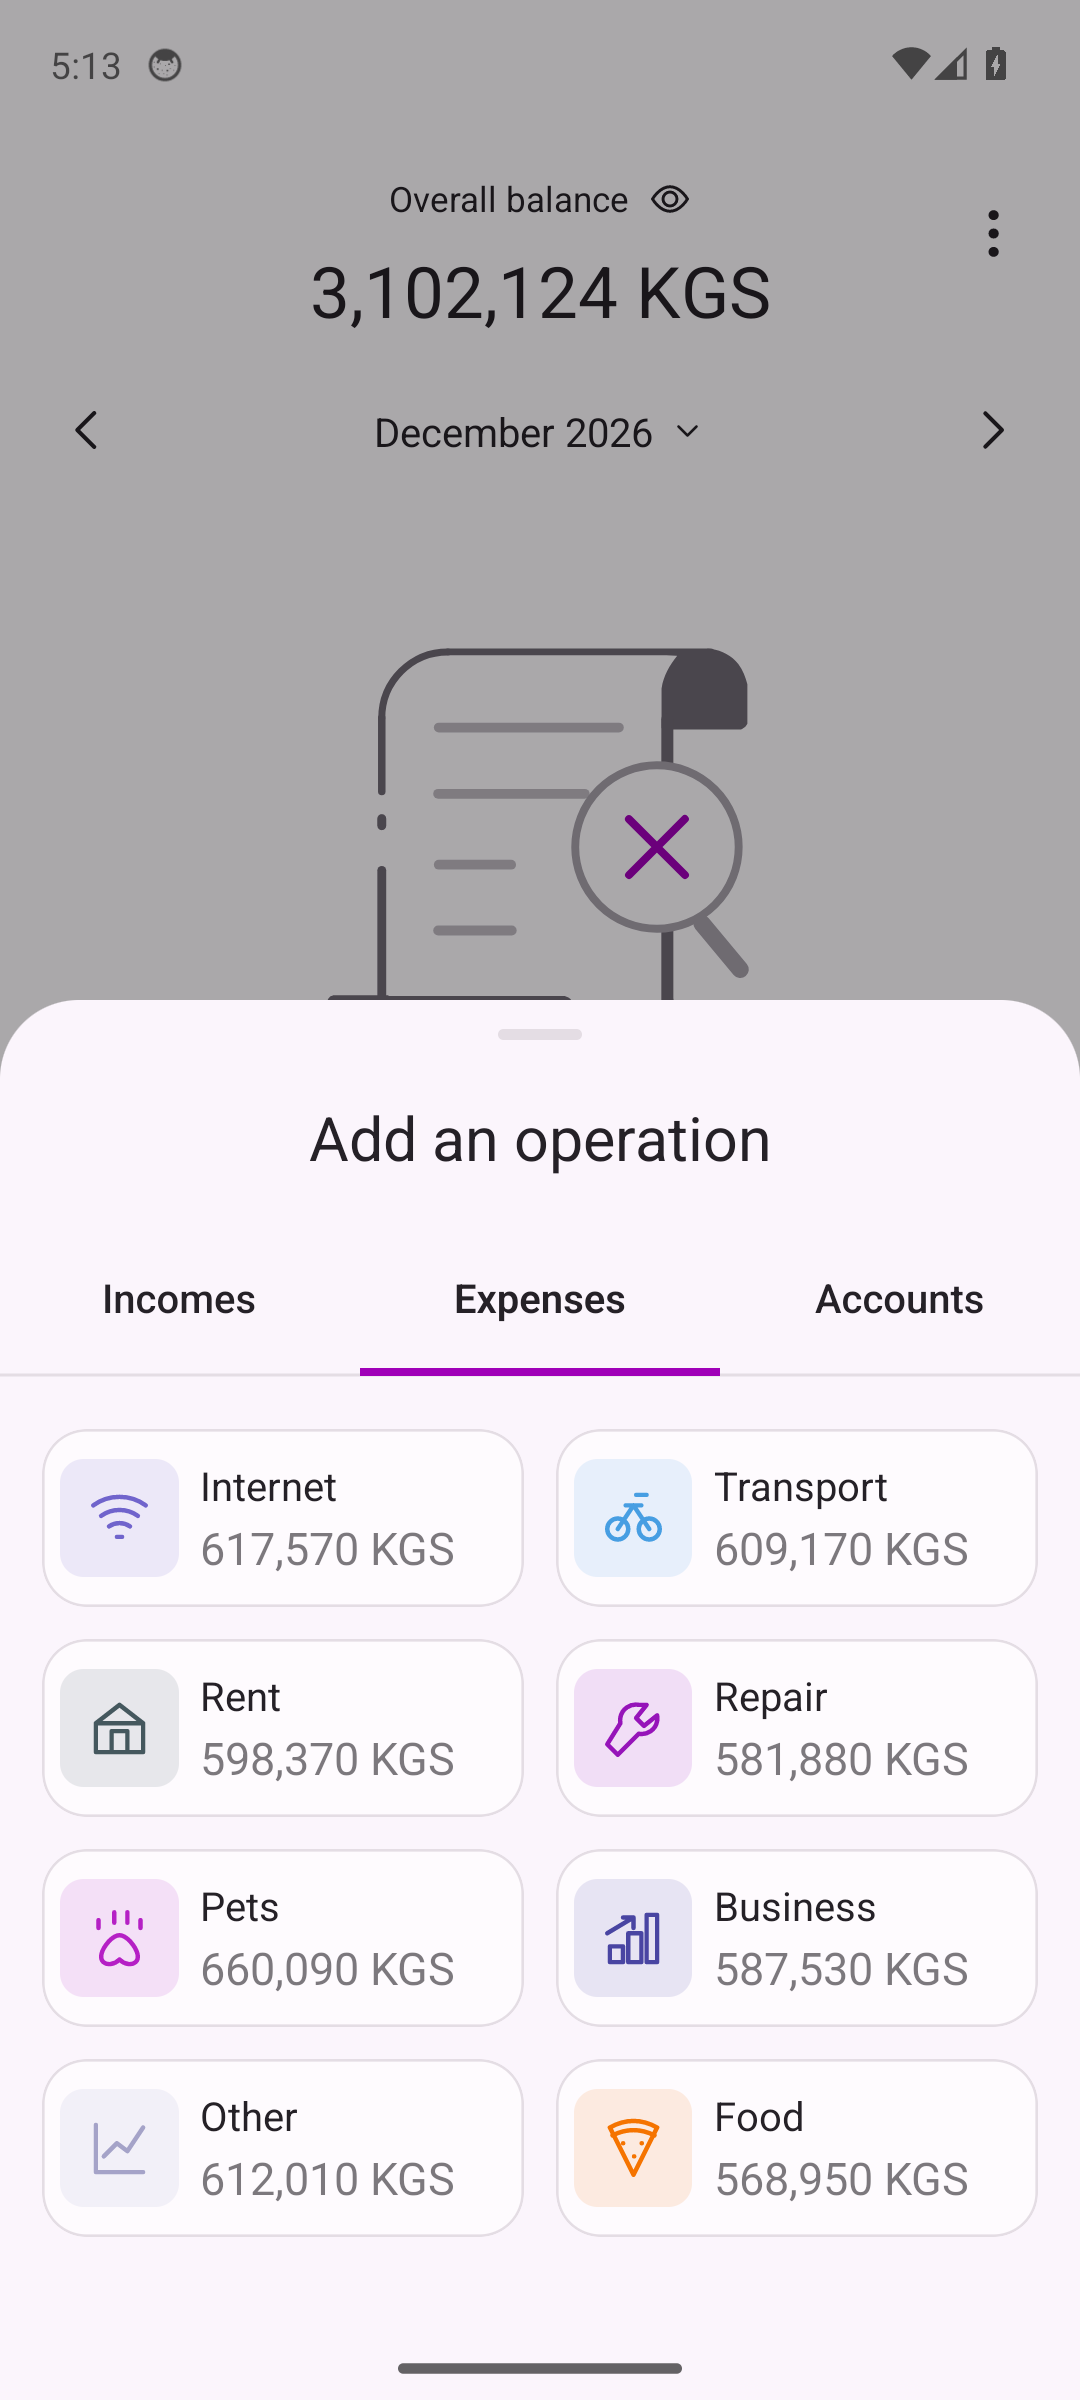 5:13
Overall balance
3,102,124 KGS
December 2026
Add an operation
Incomes
Expenses
Accounts
Internet
617,570 KGS
Transport
609,170 KGS
Rent
598,370 KGS
Repair
581,880 KGS
Pets
660,090 KGS
Business
587,530 KGS
Other
612,010 KGS
Food
568,950 KGS